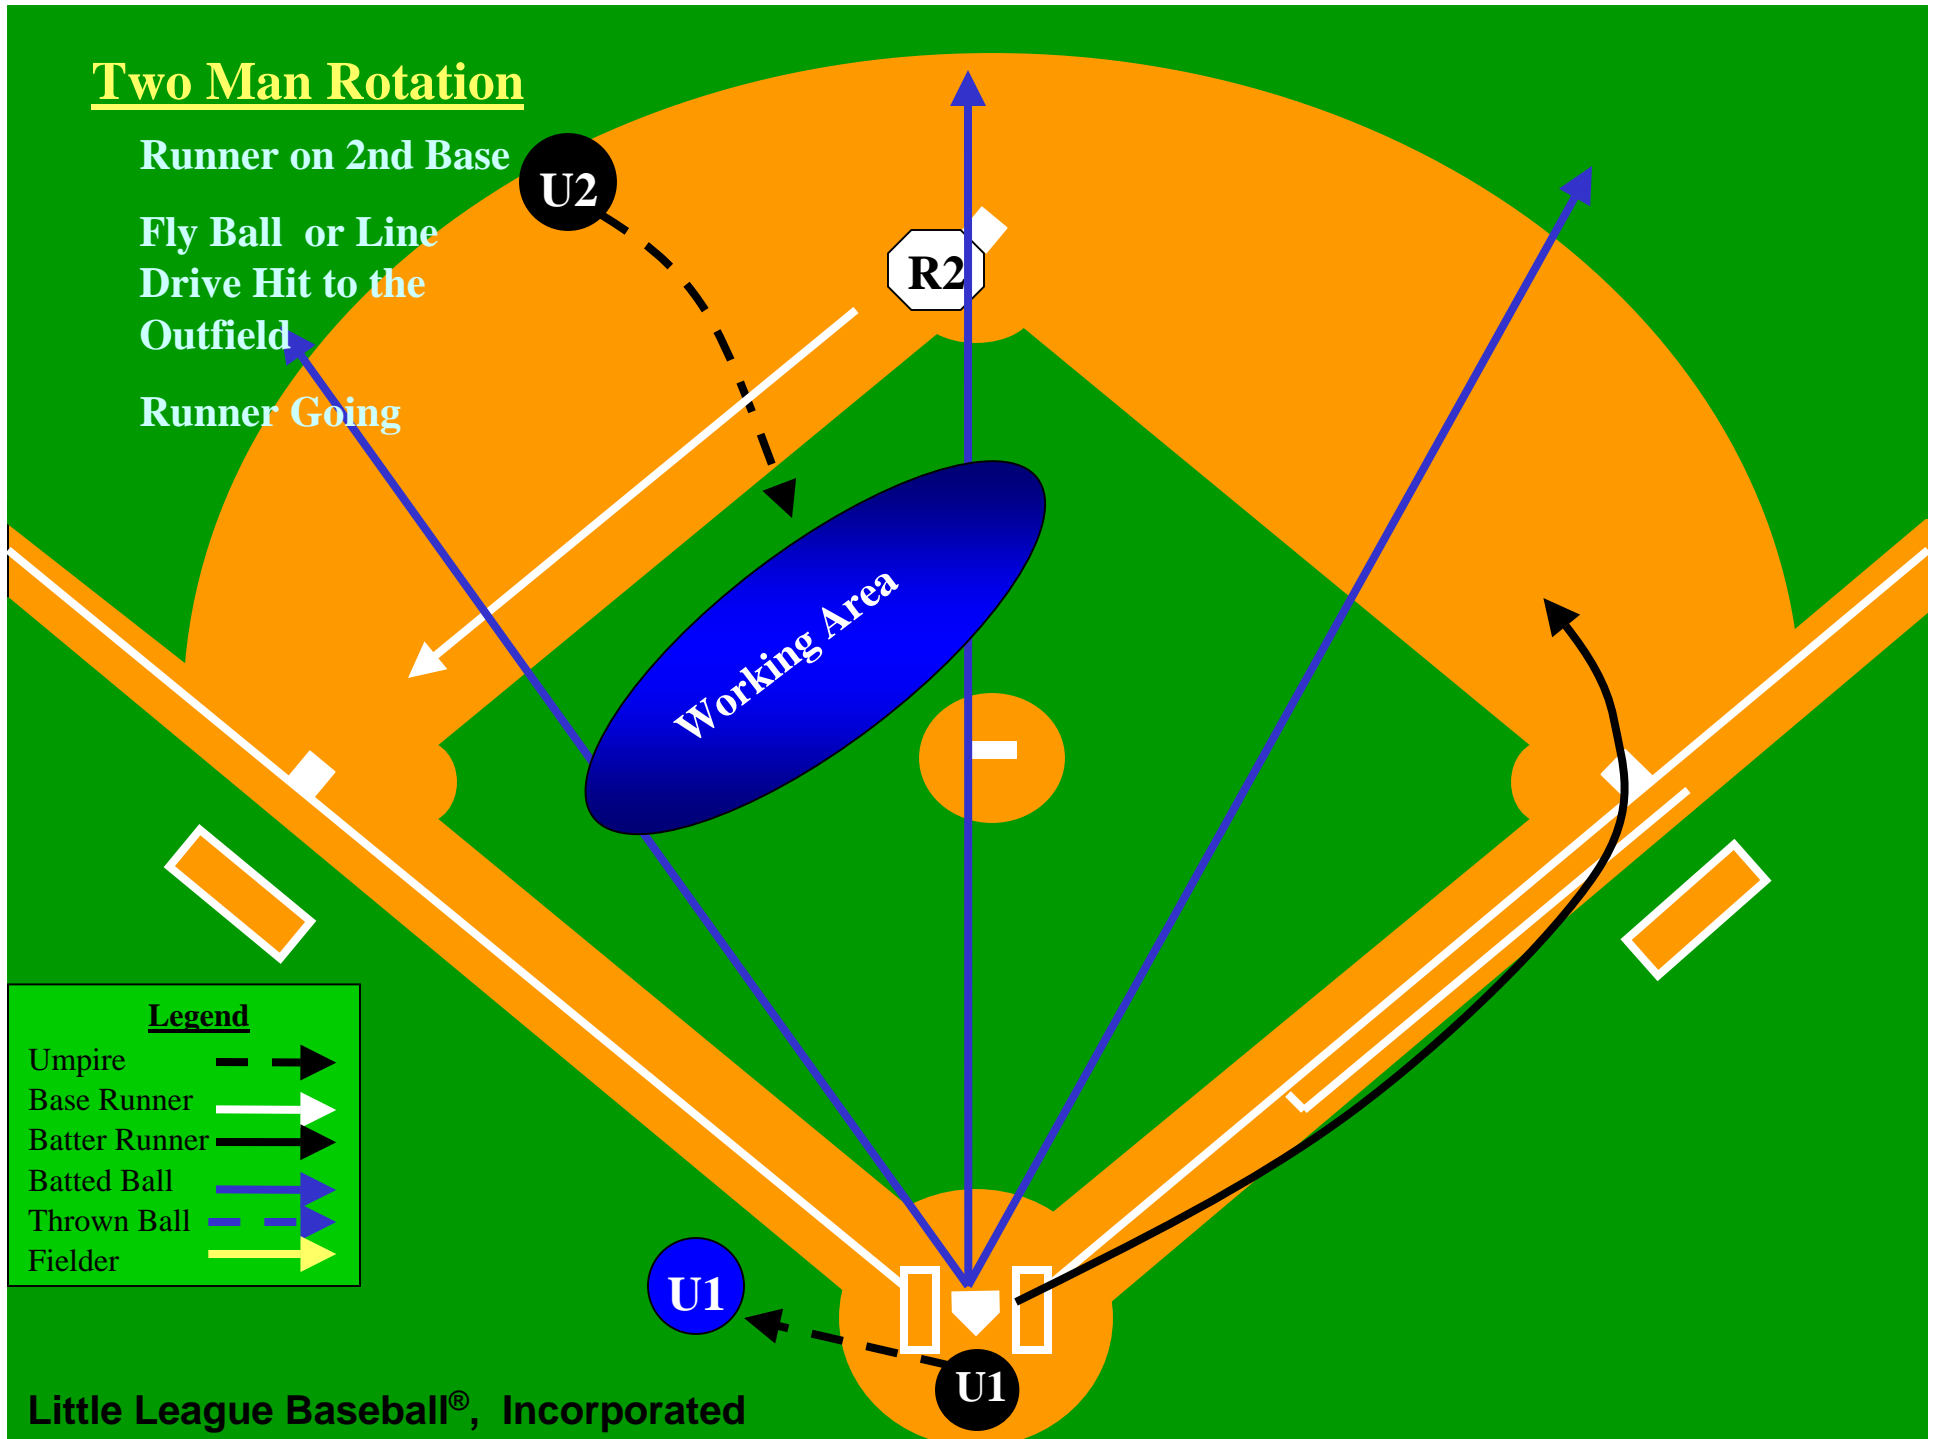 Two Man Rotation
Runner on 2nd Base
Fly Ball  or Line
Drive Hit to the
Outfield
Runner Going
U2
R2
Working Area
Legend
Umpire
Base Runner
Batter Runner
Batted Ball
Thrown Ball
Fielder
U1
U1
Little League Baseball®,  Incorporated